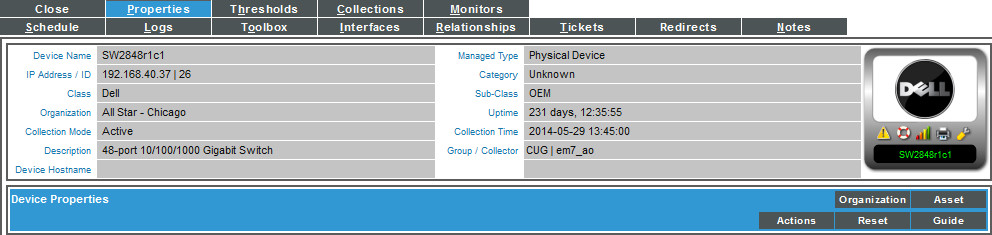 Close Properties Thresholds Collections Monitors
Schedule Logs Toolbox Interfaces Relationships Tickets Redirects Notes
Device Name SW2848r1c1 Managed Type Physical Device
IP Address / ID 192.168.40.37 | 26 Category Unknown
Class Dell Sub-Class OEM
Organization All Star - Chicago Uptime 231 days, 12:35:55
Collection Mode Active Collection Time 2014-05-29 13:45:00
Description 48-port 10/100/1000 Gigabit Switch Group / Collector CUG | em7_ao
Device Hostname
DELL
SW2848r1c1
Device Properties Organization Asset
Actions Reset Guide